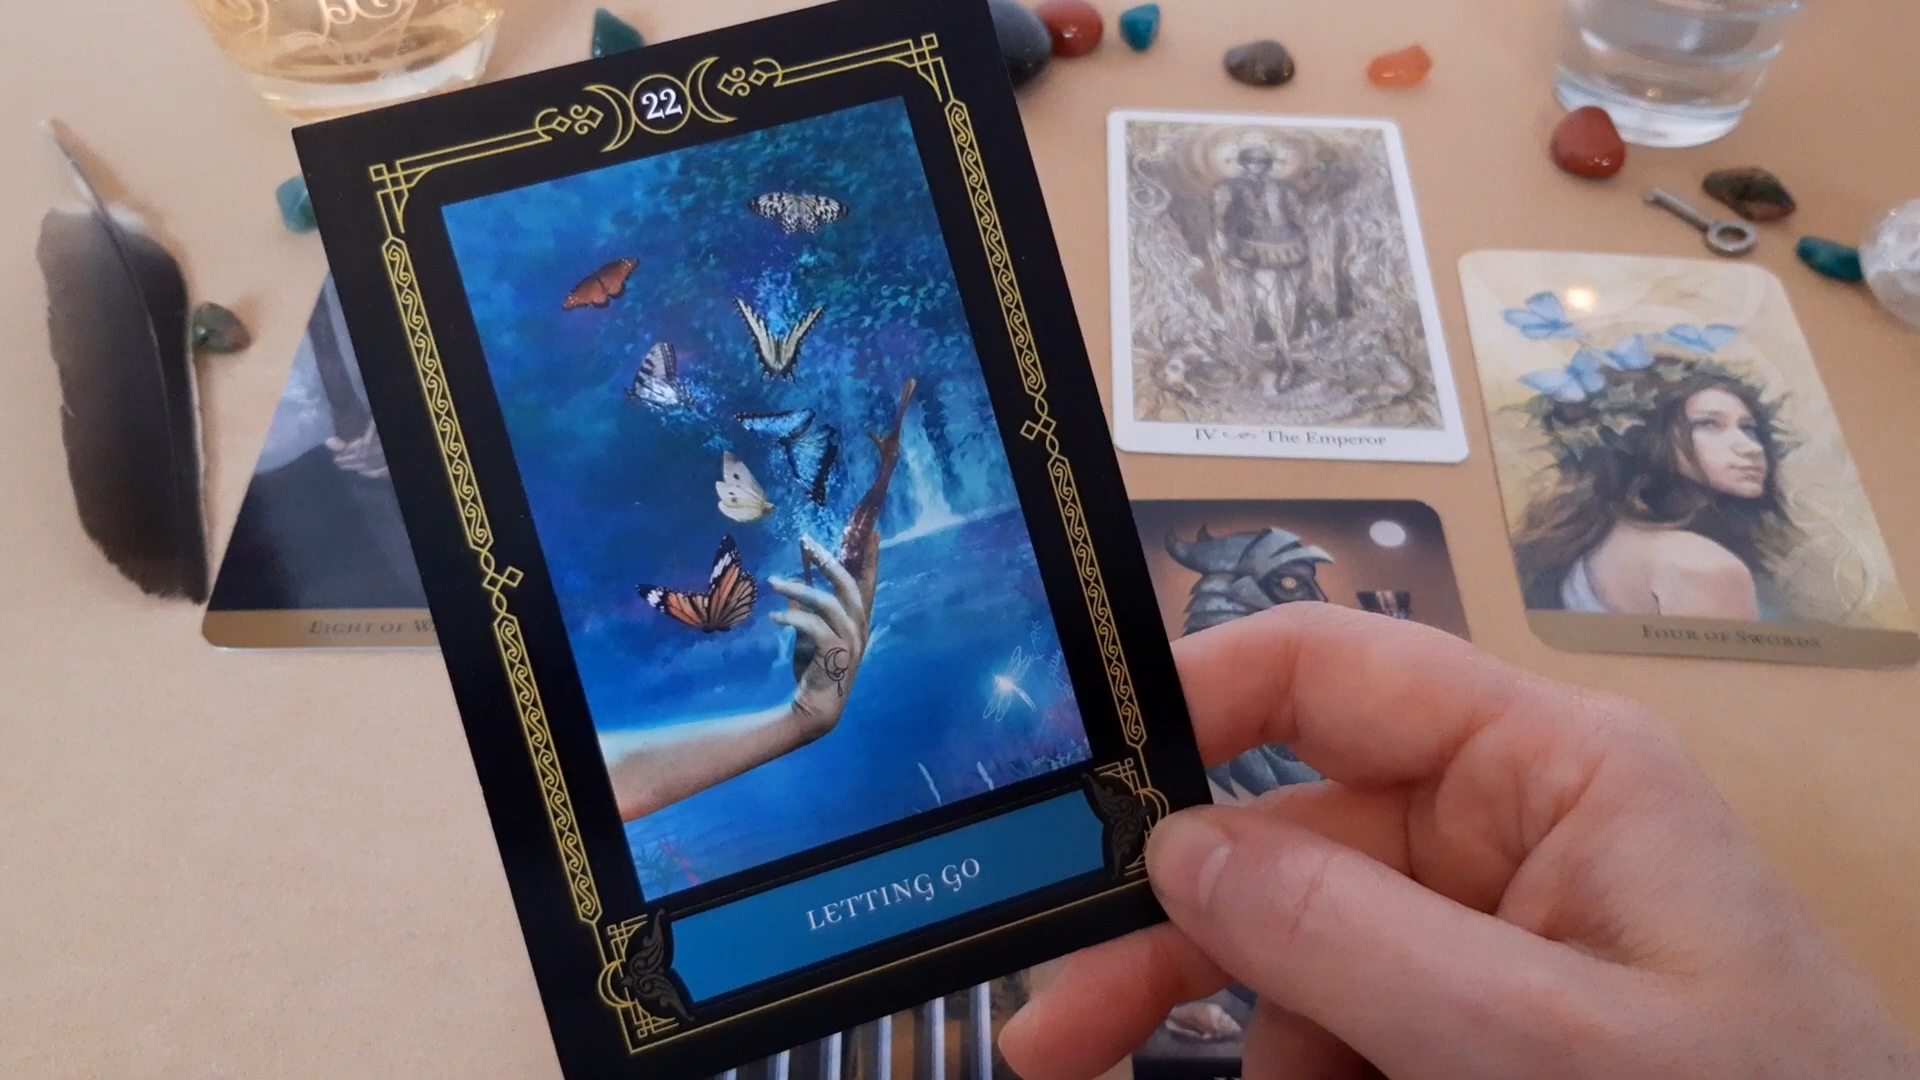 22
IV The Emperor
FOUR OF SWORDS
EIGHT OF
LETTING GO